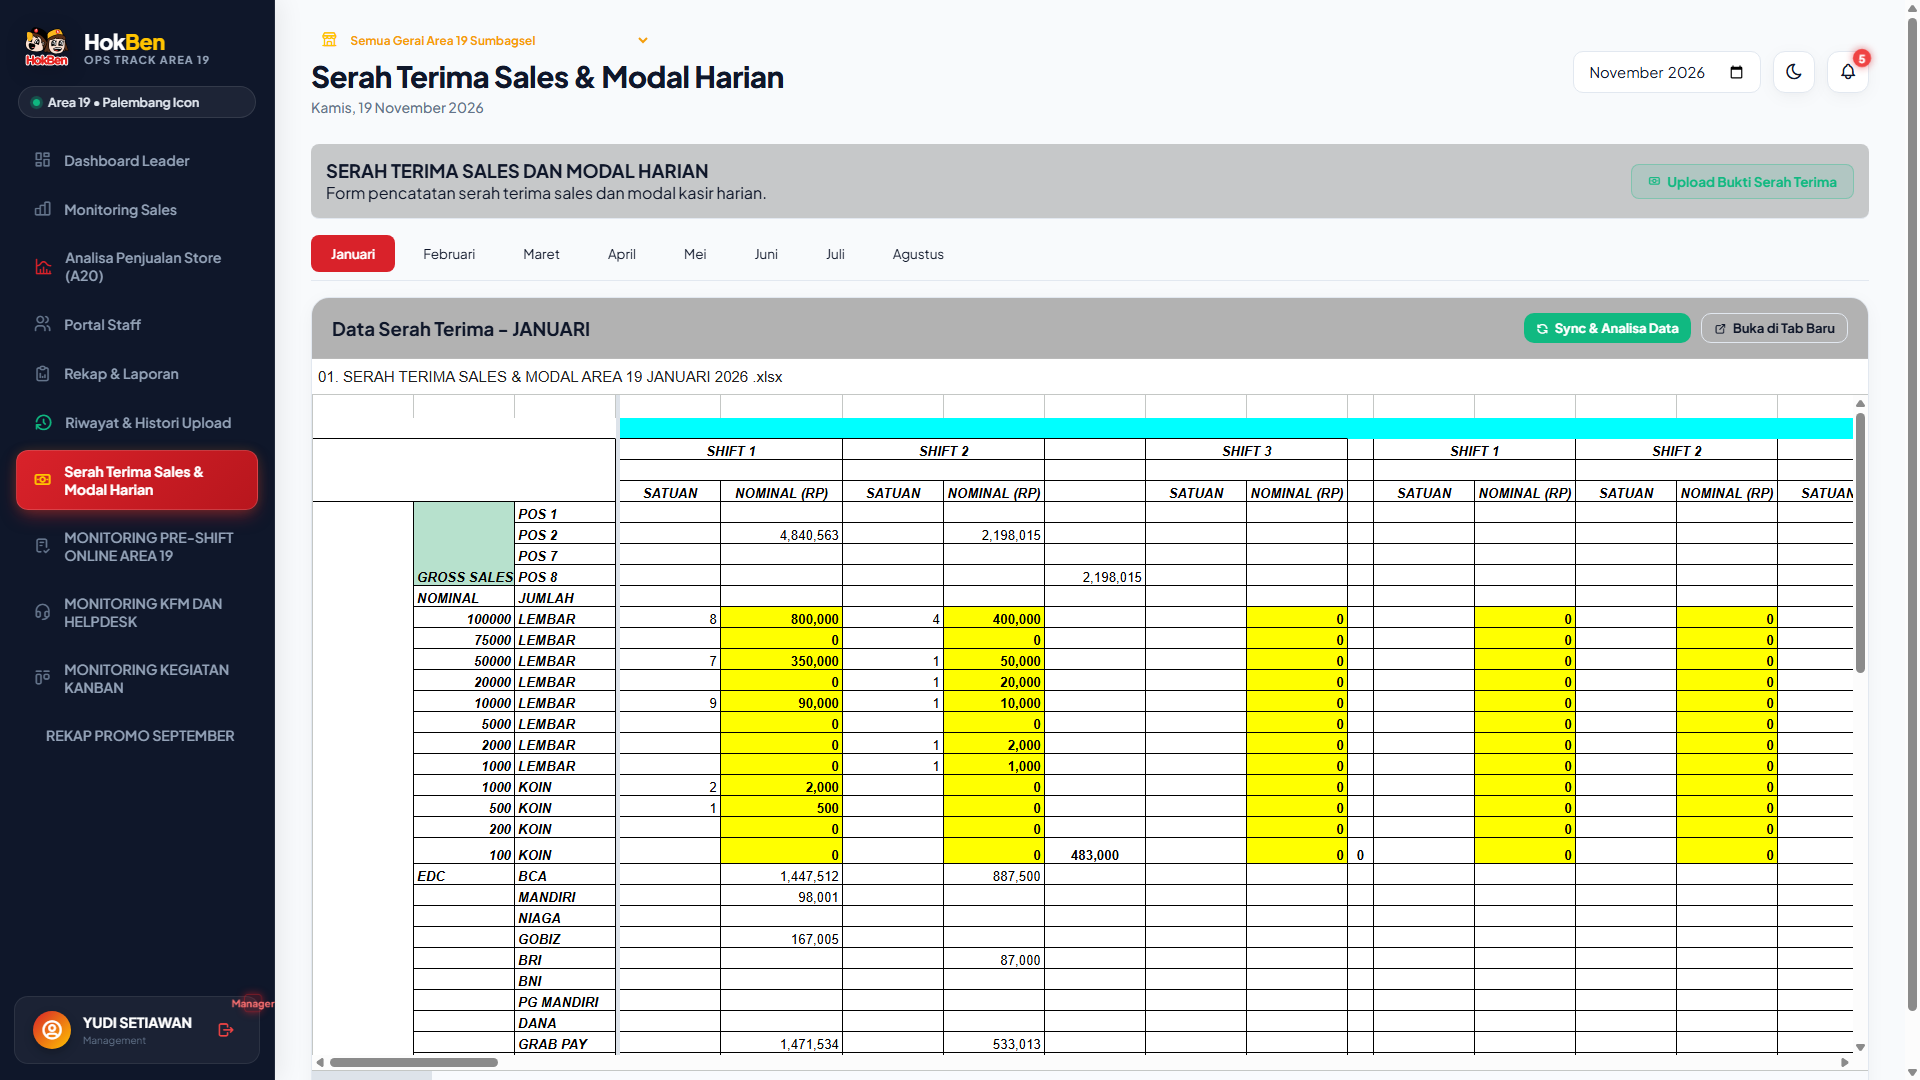 HokBen
HokBen
OPS TRACK AREA 19
Area 19 • Palembang Icon
Dashboard Leader
Monitoring Sales
Analisa Penjualan Store
(A20)
Portal Staff
Rekap & Laporan
Riwayat & Histori Upload
Serah Terima Sales &
Modal Harian
MONITORING PRE-SHIFT
ONLINE AREA 19
MONITORING KFM DAN
HELPDESK
MONITORING KEGIATAN
KANBAN
REKAP PROMO SEPTEMBER
Manager
YUDI SETIAWAN
Management
Semua Gerai Area 19 Sumbagsel
Serah Terima Sales & Modal Harian
Kamis, 19 November 2026
November 2026
5
SERAH TERIMA SALES DAN MODAL HARIAN
Form pencatatan serah terima sales dan modal kasir harian.
Upload Bukti Serah Terima
Januari Februari Maret April Mei Juni Juli Agustus
Data Serah Terima - JANUARI
Sync & Analisa Data
Buka di Tab Baru
01. SERAH TERIMA SALES & MODAL AREA 19 JANUARI 2026 .xlsx
SHIFT 1 SHIFT 2 SHIFT 3 SHIFT 1 SHIFT 2
SATUAN NOMINAL (RP) SATUAN NOMINAL (RP) SATUAN NOMINAL (RP) SATUAN NOMINAL (RP) SATUAN NOMINAL (RP) SATUAN
POS 1
POS 2 4,840,563 2,198,015
POS 7
GROSS SALES POS 8 2,198,015
NOMINAL JUMLAH
100000 LEMBAR 8 800,000 4 400,000 0 0 0
75000 LEMBAR 0 0 0 0 0
50000 LEMBAR 7 350,000 1 50,000 0 0 0
20000 LEMBAR 0 1 20,000 0 0 0
10000 LEMBAR 9 90,000 1 10,000 0 0 0
5000 LEMBAR 0 0 0 0 0
2000 LEMBAR 0 1 2,000 0 0 0
1000 LEMBAR 0 1 1,000 0 0 0
1000 KOIN 2 2,000 0 0 0 0
500 KOIN 1 500 0 0 0 0
200 KOIN 0 0 0 0 0
100 KOIN 0 0 483,000 0 0 0 0
EDC BCA 1,447,512 887,500
MANDIRI 98,001
NIAGA
GOBIZ 167,005
BRI 87,000
BNI
PG MANDIRI
DANA
GRAB PAY 1,471,534 533,013